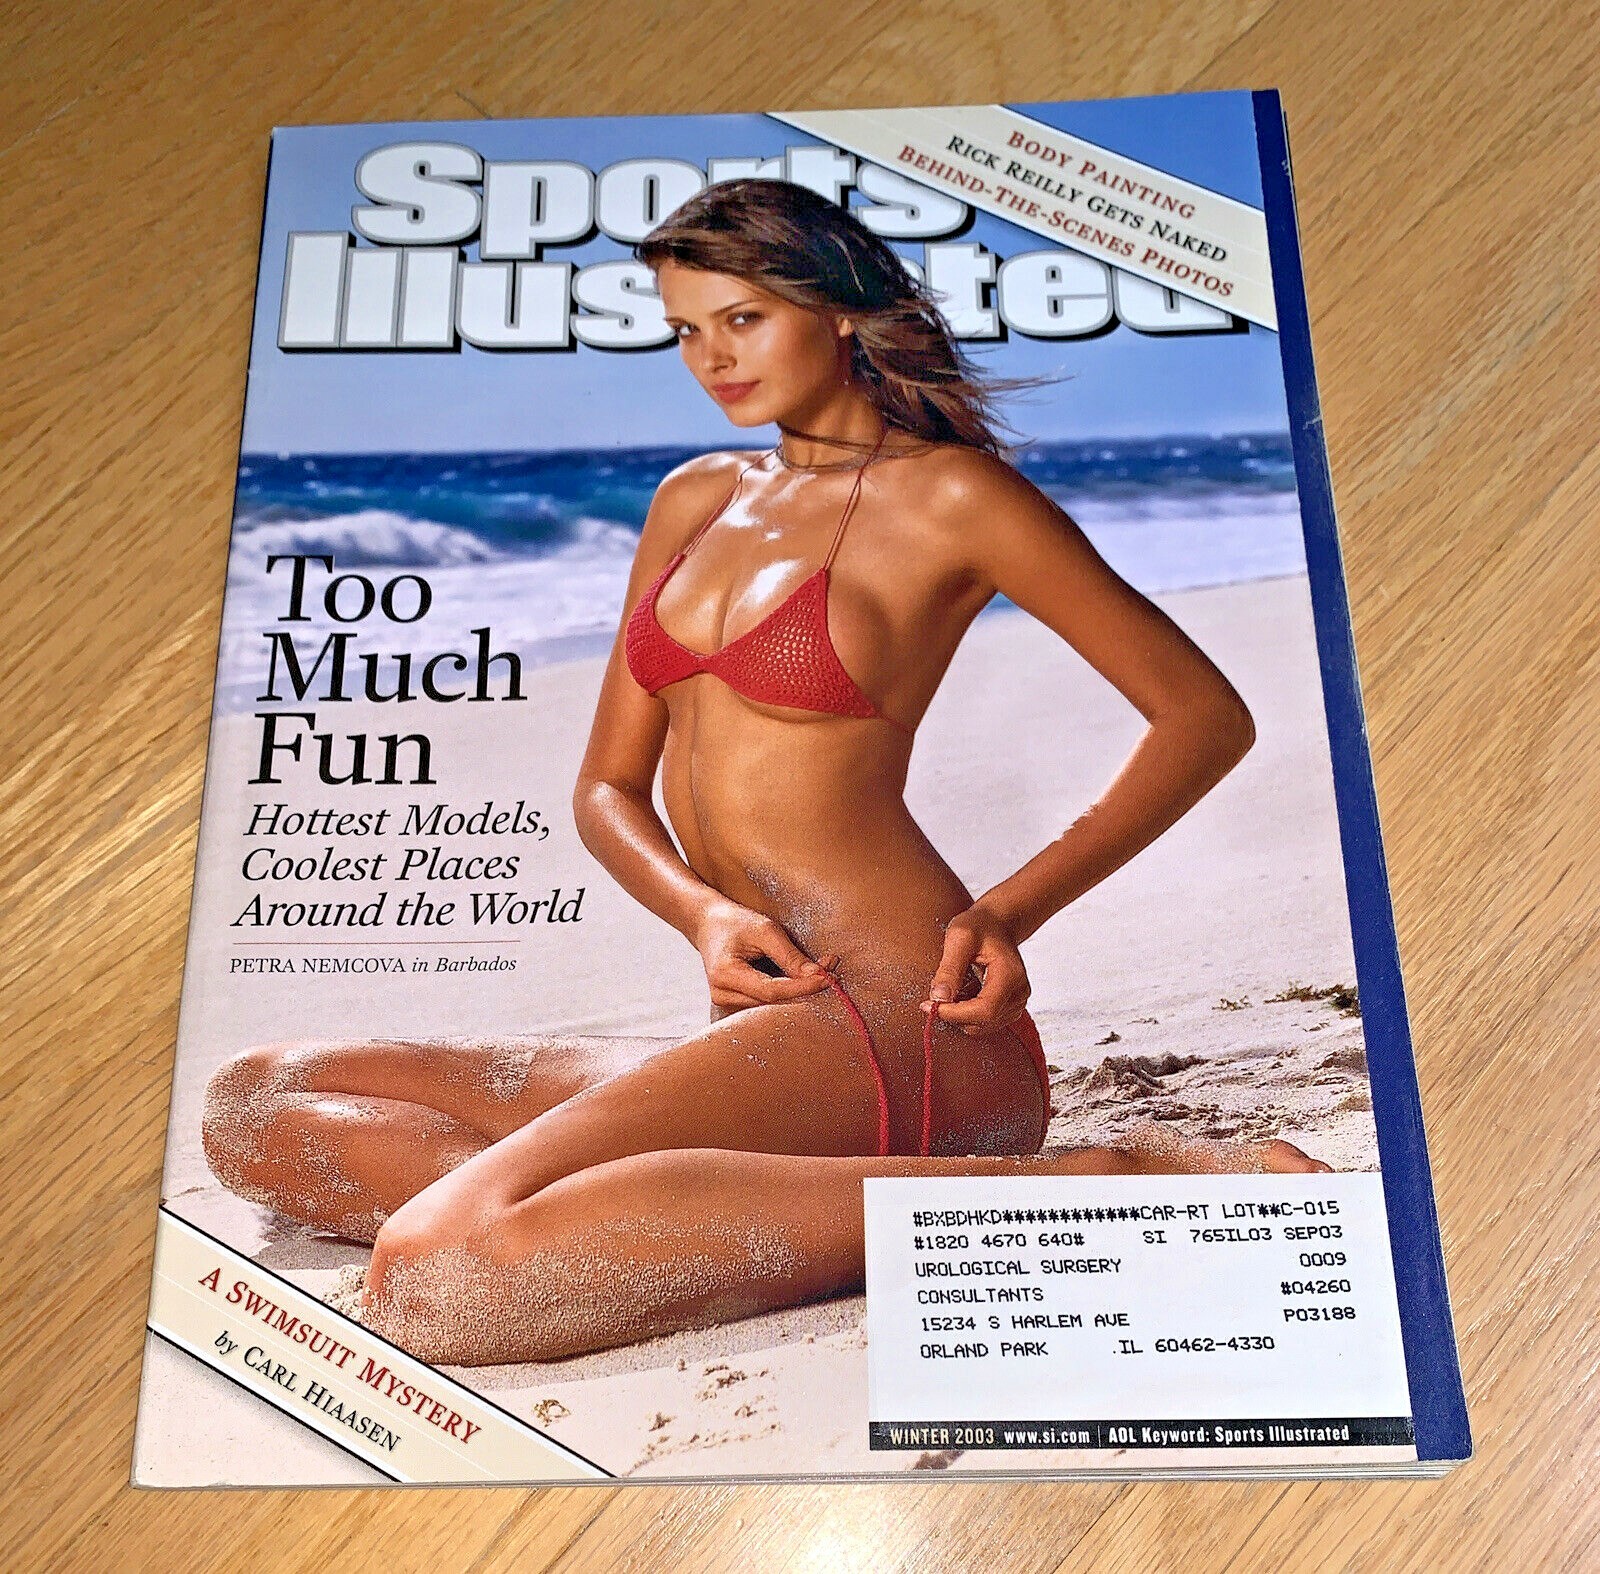 Sports
Illustrated
BODY PAINTING
RICK REILLY GETS NAKED
BEHIND-THE-SCENES PHOTOS
Too
Much
Fun
Hottest Models,
Coolest Places
Around the World
PETRA NEMCOVA in Barbados
A SWIMSUIT MYSTERY
by CARL HIAASEN
#BXBDHKD************CAR-RT LOT**C-015
#1820 4670 640# SI 765IL03 SEP03
UROLOGICAL SURGERY 0009
CONSULTANTS #04260
15234 S HARLEM AVE P03188
ORLAND PARK .IL 60462-4330
WINTER 2003 www.si.com | AOL Keyword: Sports Illustrated